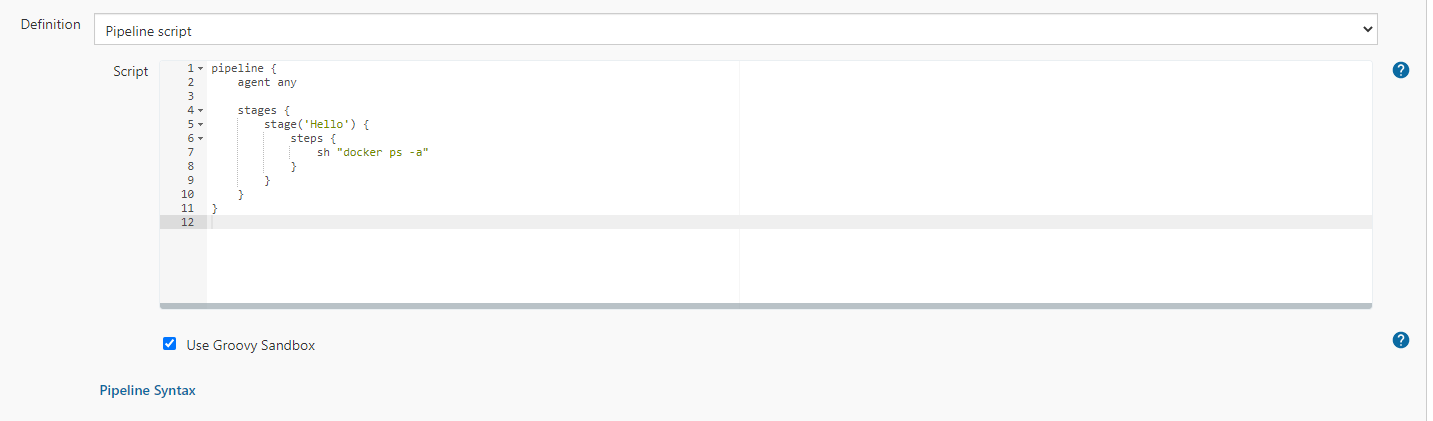 Definition
Pipeline script
Script
?
1 pipeline {
2     agent any
3
4     stages {
5         stage('Hello') {
6             steps {
7                 sh "docker ps -a"
8             }
9         }
10     }
11 }
12
Use Groovy Sandbox
?
Pipeline Syntax